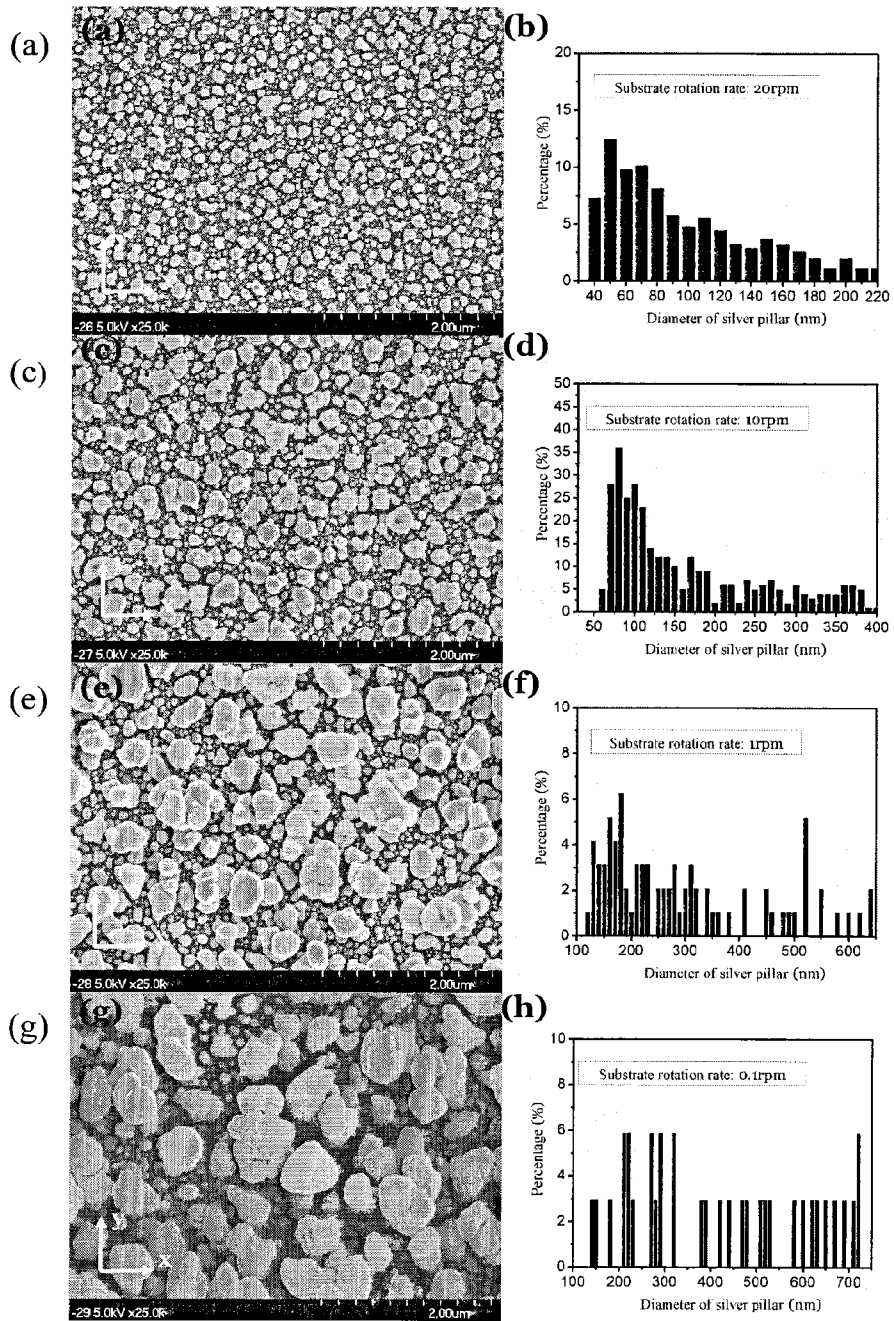 (a) (a)
-26 5.0kV x25.0k 2.00um
(b)
Substrate rotation rate: 20rpm
Percentage (%)
20
15
10
5
0
40 60 80 100 120 140 160 180 200 220
Diameter of silver pillar (nm)
(c) (c)
-27 5.0kV x25.0k 2.00um
(d)
Substrate rotation rate: 10rpm
Percentage (%)
50
45
40
35
30
25
20
15
10
5
0
50 100 150 200 250 300 350 400
Diameter of silver pillar (nm)
(e) (e)
-28 5.0kV x25.0k 2.00um
(f)
Substrate rotation rate: 1rpm
Percentage (%)
10
8
6
4
2
0
100 200 300 400 500 600
Diameter of silver pillar (nm)
(g) (g)
y
x
-29 5.0kV x25.0k 2.00um
(h)
Substrate rotation rate: 0.1rpm
Percentage (%)
10
8
6
4
2
0
100 200 300 400 500 600 700
Diameter of silver pillar (nm)